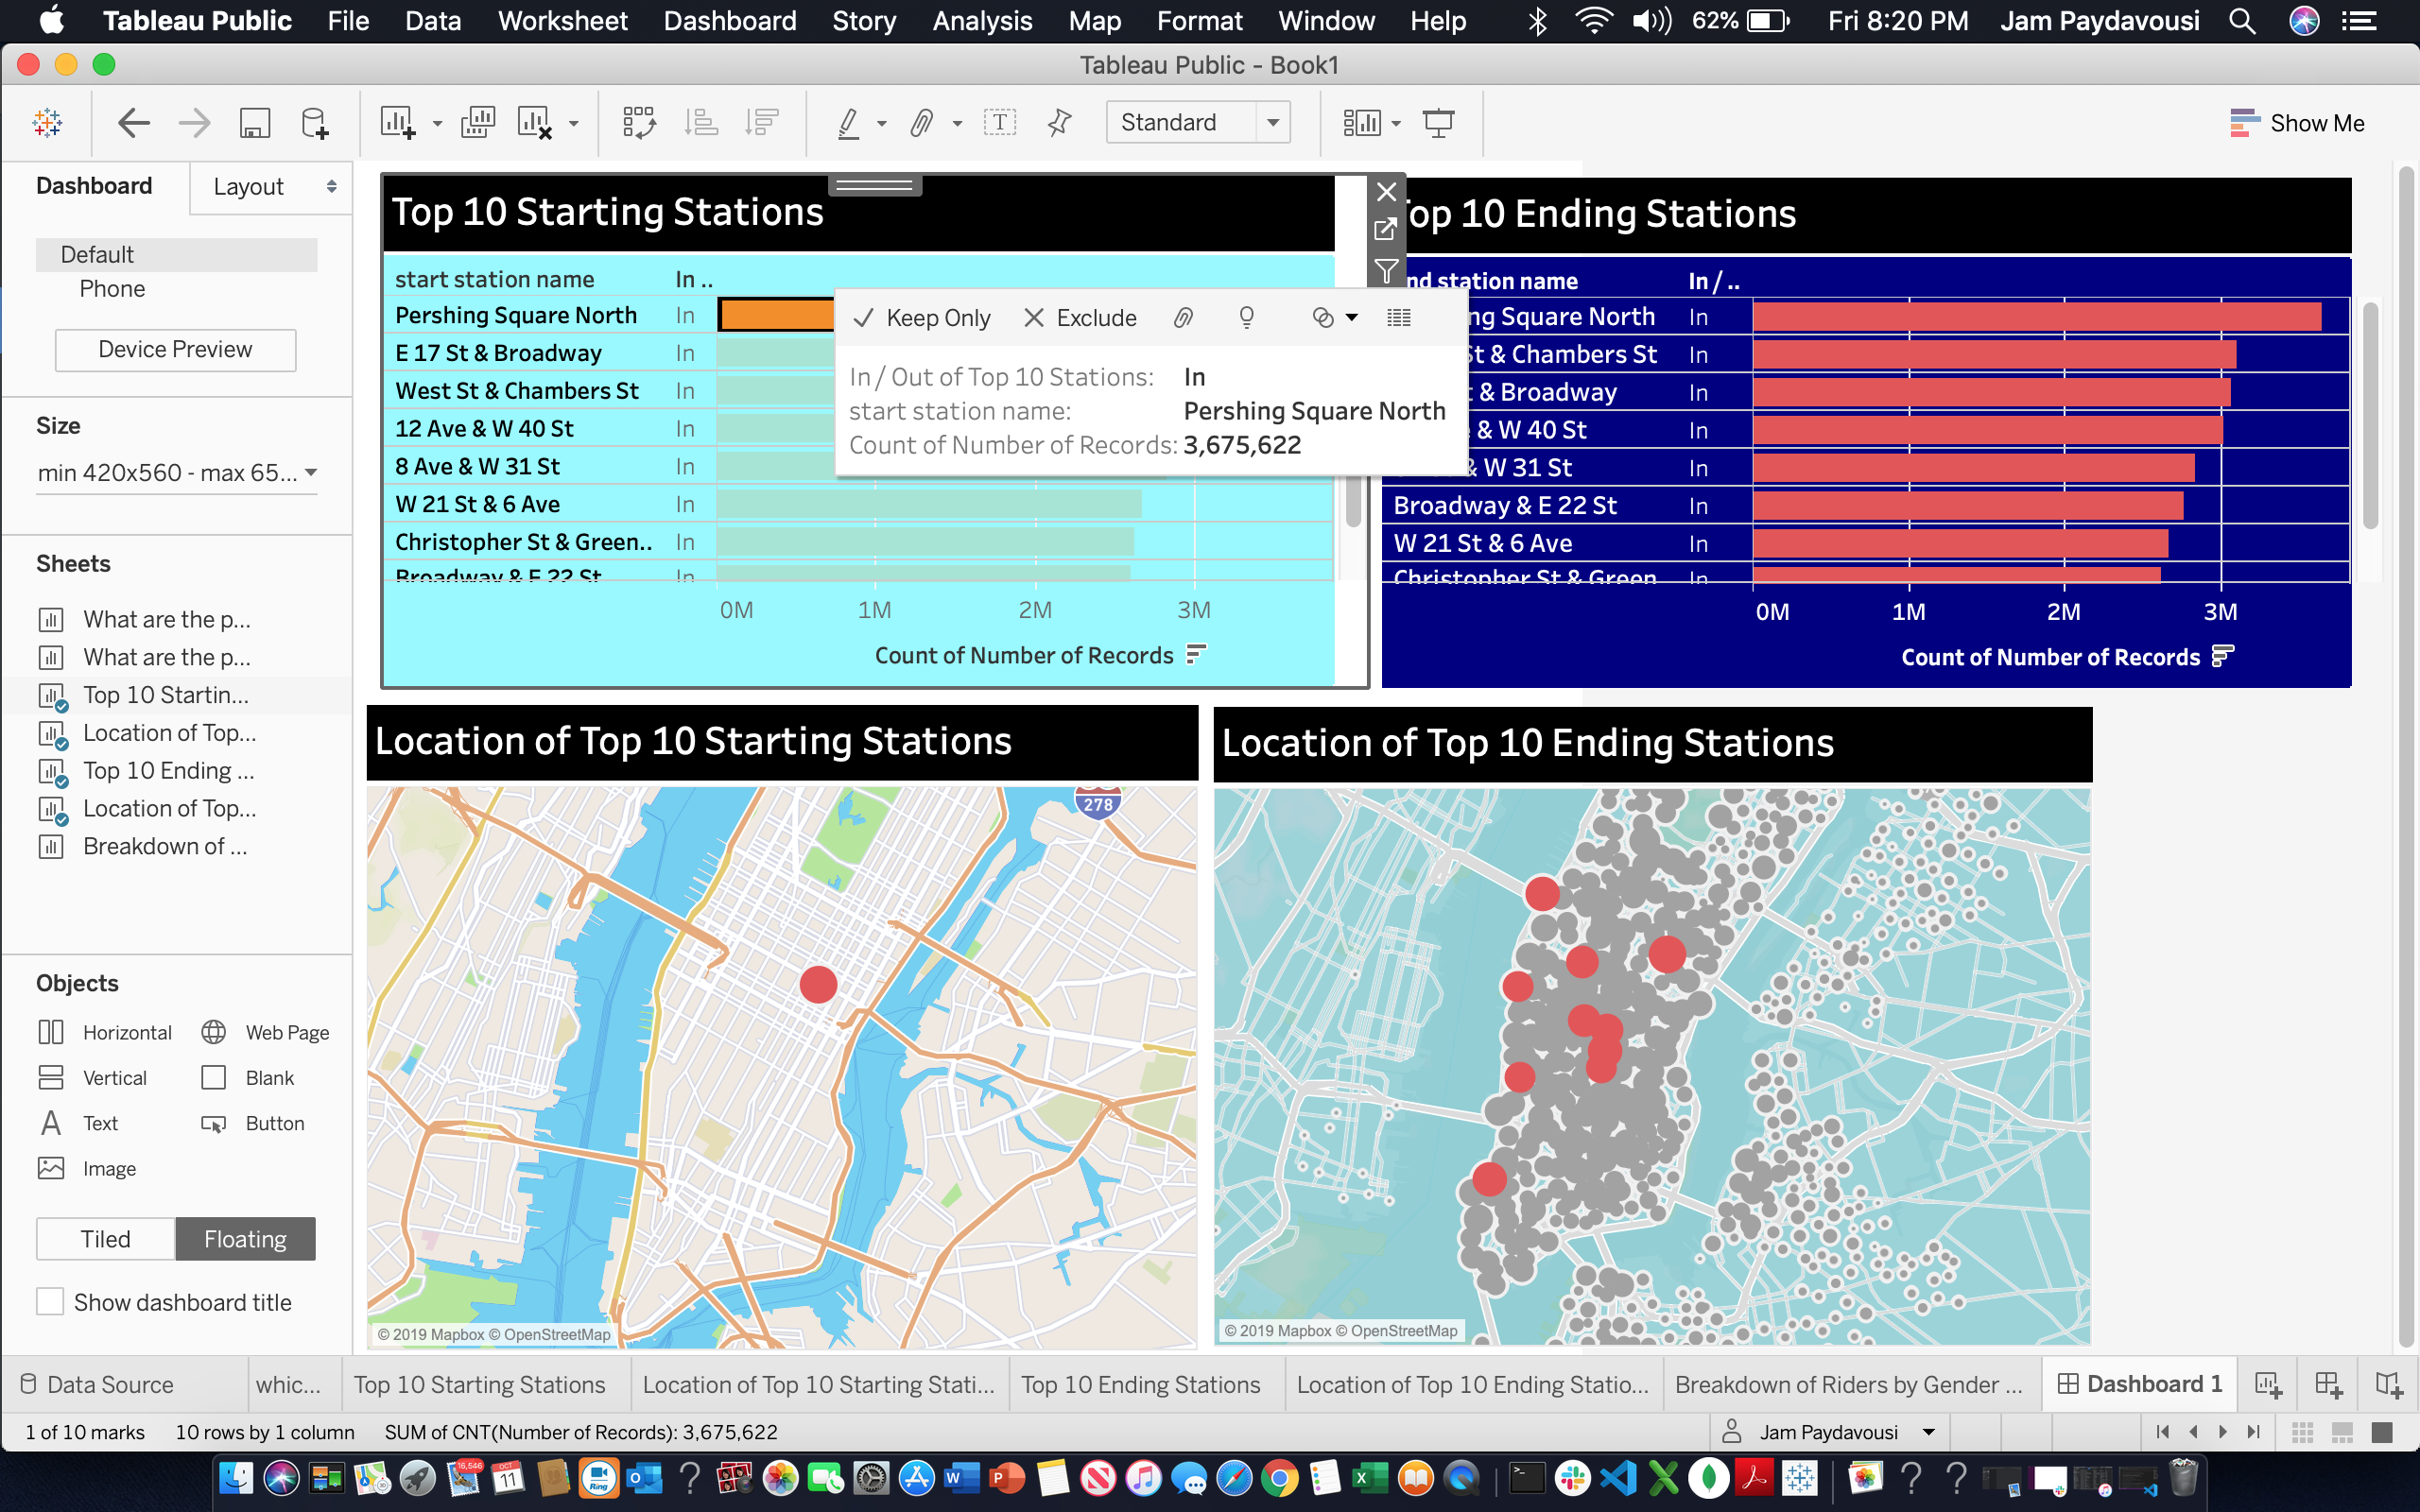 Tableau Public File Data Worksheet Dashboard Story Analysis Map Format Window Help 62% Fri 8:20 PM Jam Paydavousi
Tableau Public - Book1
Standard
Show Me
Dashboard
Layout
Default
Phone
Device Preview
Size
min 420x560 - max 65...
Sheets
What are the p...
What are the p...
Top 10 Startin...
Location of Top...
Top 10 Ending ...
Location of Top...
Breakdown of ...
Objects
Horizontal Web Page
Vertical Blank
Text Button
Image
Tiled Floating
Show dashboard title
Top 10 Starting Stations
start station name In ..
Pershing Square North In
E 17 St & Broadway In
West St & Chambers St In
12 Ave & W 40 St In
8 Ave & W 31 St In
W 21 St & 6 Ave In
Christopher St & Green.. In
Broadway & E 22 St In
0M 1M 2M 3M
Count of Number of Records
Keep Only Exclude
In / Out of Top 10 Stations: In
start station name: Pershing Square North
Count of Number of Records: 3,675,622
op 10 Ending Stations
nd station name In / ..
ng Square North In
St & Chambers St In
t & Broadway In
& W 40 St In
& W 31 St In
Broadway & E 22 St In
W 21 St & 6 Ave In
Christopher St & Green In
0M 1M 2M 3M
Count of Number of Records
Location of Top 10 Starting Stations
278
© 2019 Mapbox © OpenStreetMap
Location of Top 10 Ending Stations
© 2019 Mapbox © OpenStreetMap
Data Source whic... Top 10 Starting Stations Location of Top 10 Starting Stati... Top 10 Ending Stations Location of Top 10 Ending Statio... Breakdown of Riders by Gender ... Dashboard 1
1 of 10 marks 10 rows by 1 column SUM of CNT(Number of Records): 3,675,622 Jam Paydavousi
16,546
OCT
11
Ring